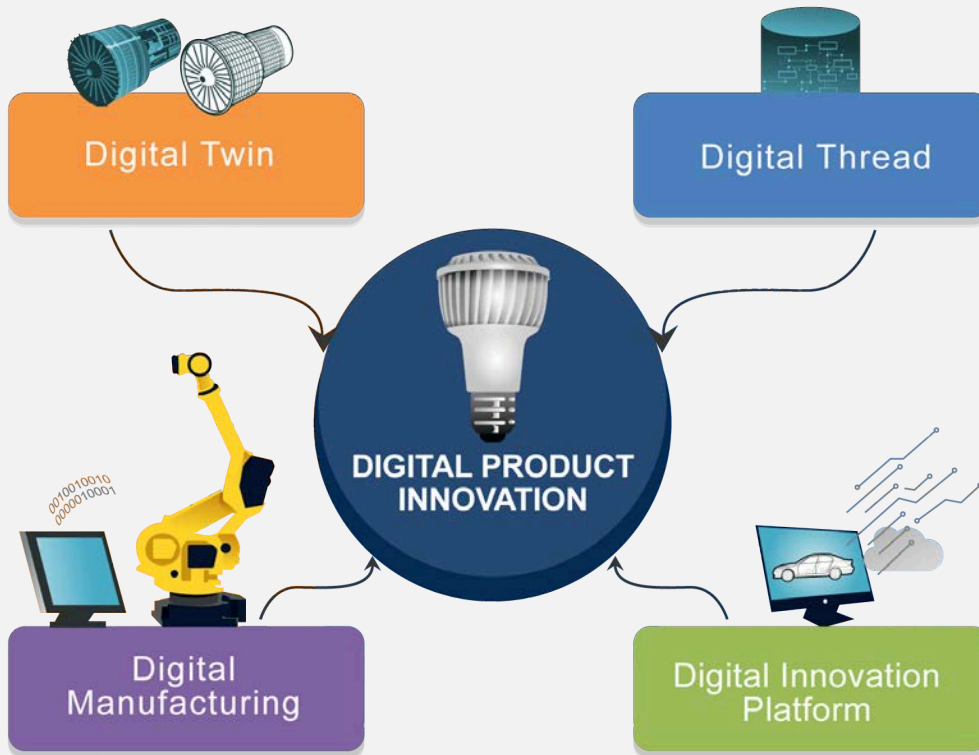 Digital Twin
Digital Thread
DIGITAL PRODUCT
INNOVATION
0010010010
0000010001
Digital
Manufacturing
Digital Innovation
Platform